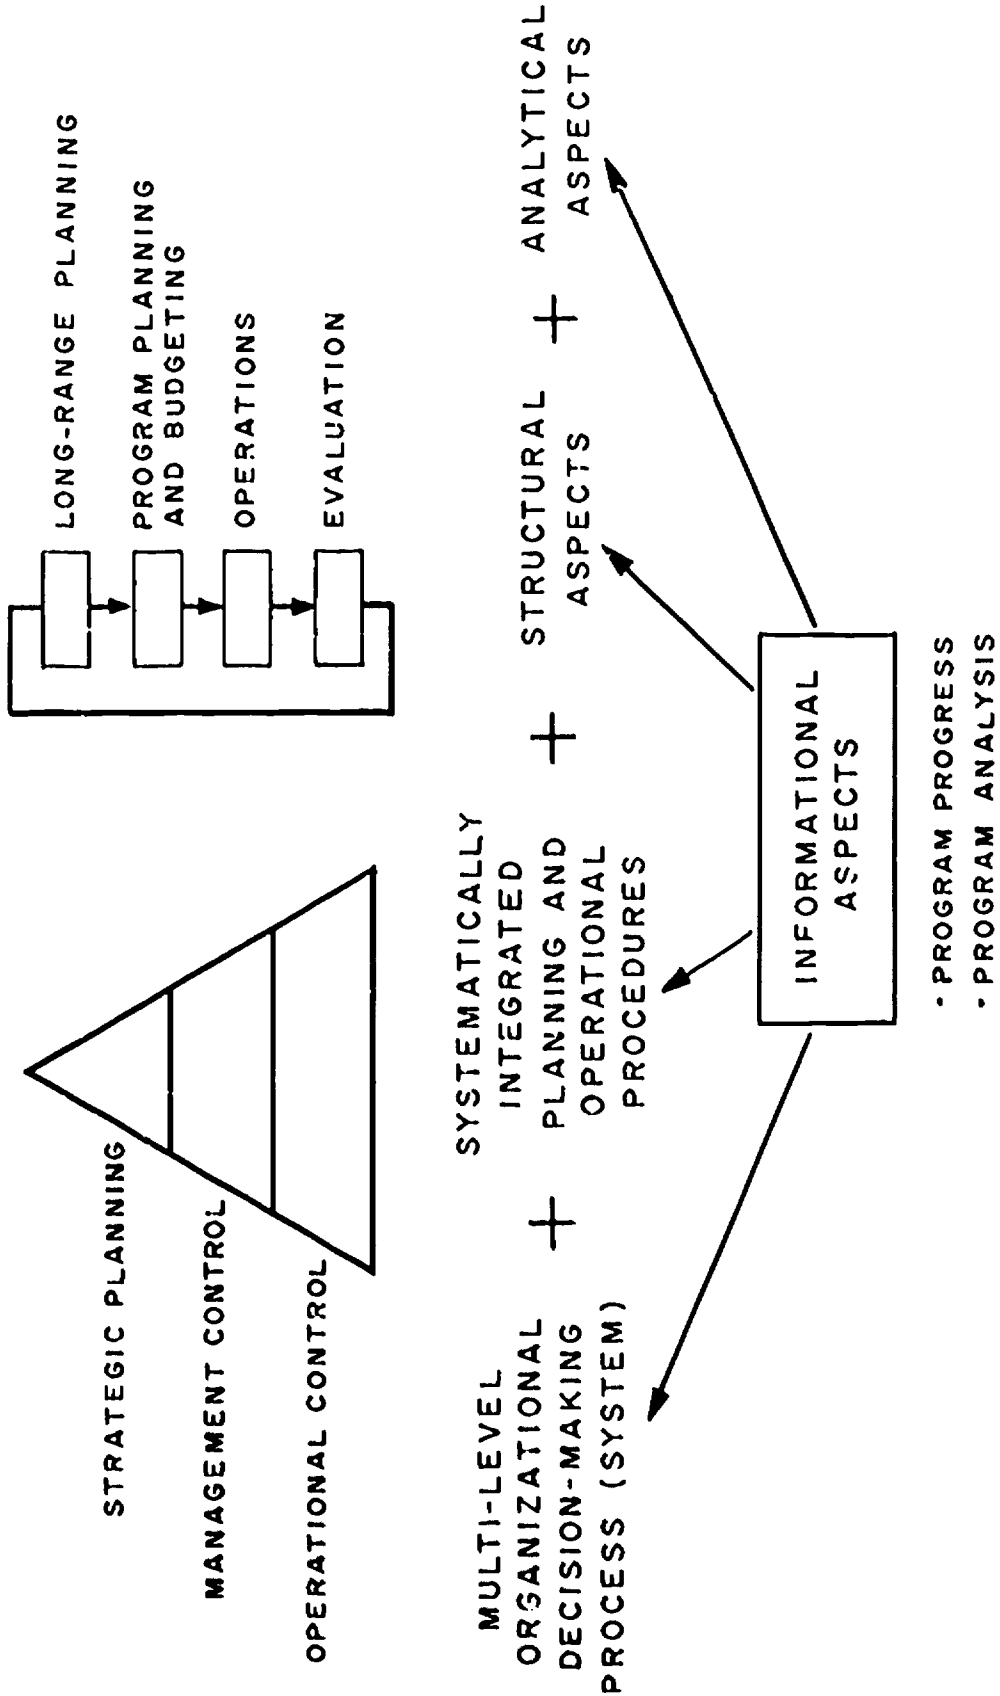 STRATEGIC PLANNING
MANAGEMENT CONTROL
OPERATIONAL CONTROL
LONG-RANGE PLANNING
PROGRAM PLANNING
AND BUDGETING
OPERATIONS
EVALUATION
MULTI-LEVEL
ORGANIZATIONAL
DECISION-MAKING
PROCESS (SYSTEM)
+
SYSTEMATICALLY
INTEGRATED
PLANNING AND
OPERATIONAL
PROCEDURES
+
STRUCTURAL
ASPECTS
+
ANALYTICAL
ASPECTS
INFORMATIONAL
ASPECTS
• PROGRAM PROGRESS
• PROGRAM ANALYSIS